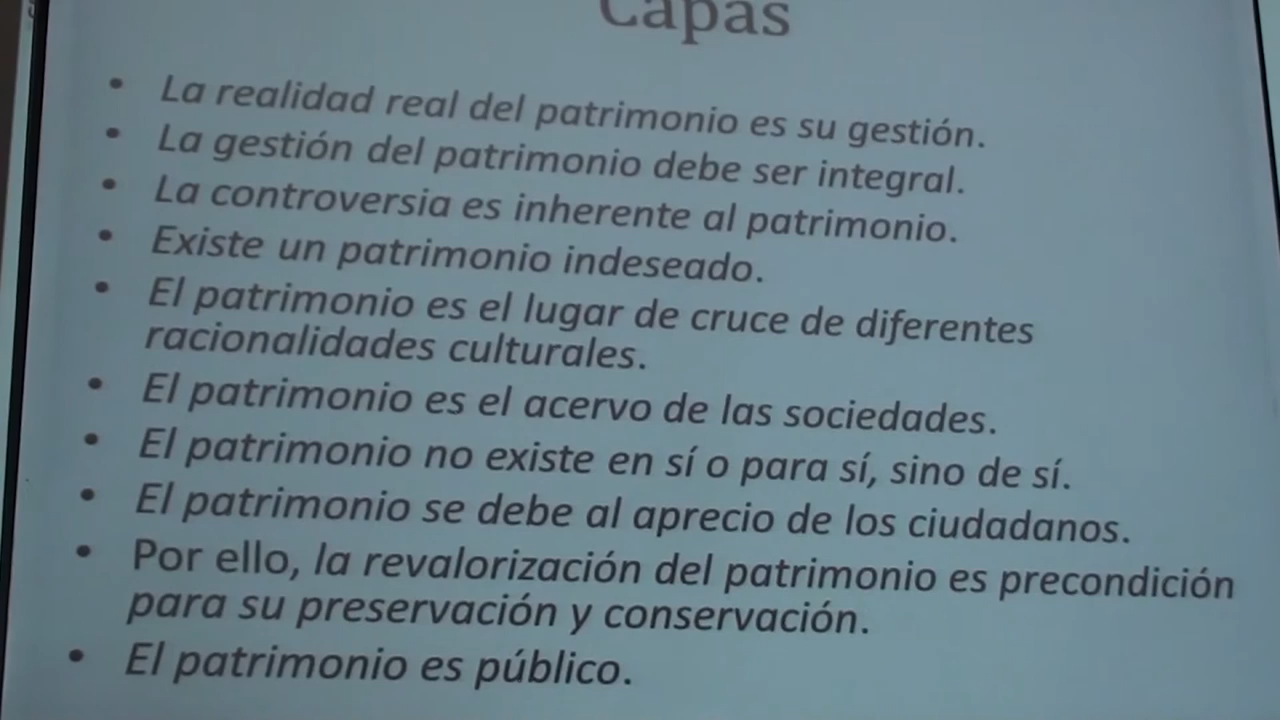 Capas
• La realidad real del patrimonio es su gestión.
• La gestión del patrimonio debe ser integral.
• La controversia es inherente al patrimonio.
• Existe un patrimonio indeseado.
• El patrimonio es el lugar de cruce de diferentes
racionalidades culturales.
• El patrimonio es el acervo de las sociedades.
• El patrimonio no existe en sí o para sí, sino de sí.
• El patrimonio se debe al aprecio de los ciudadanos.
• Por ello, la revalorización del patrimonio es precondición
para su preservación y conservación.
• El patrimonio es público.